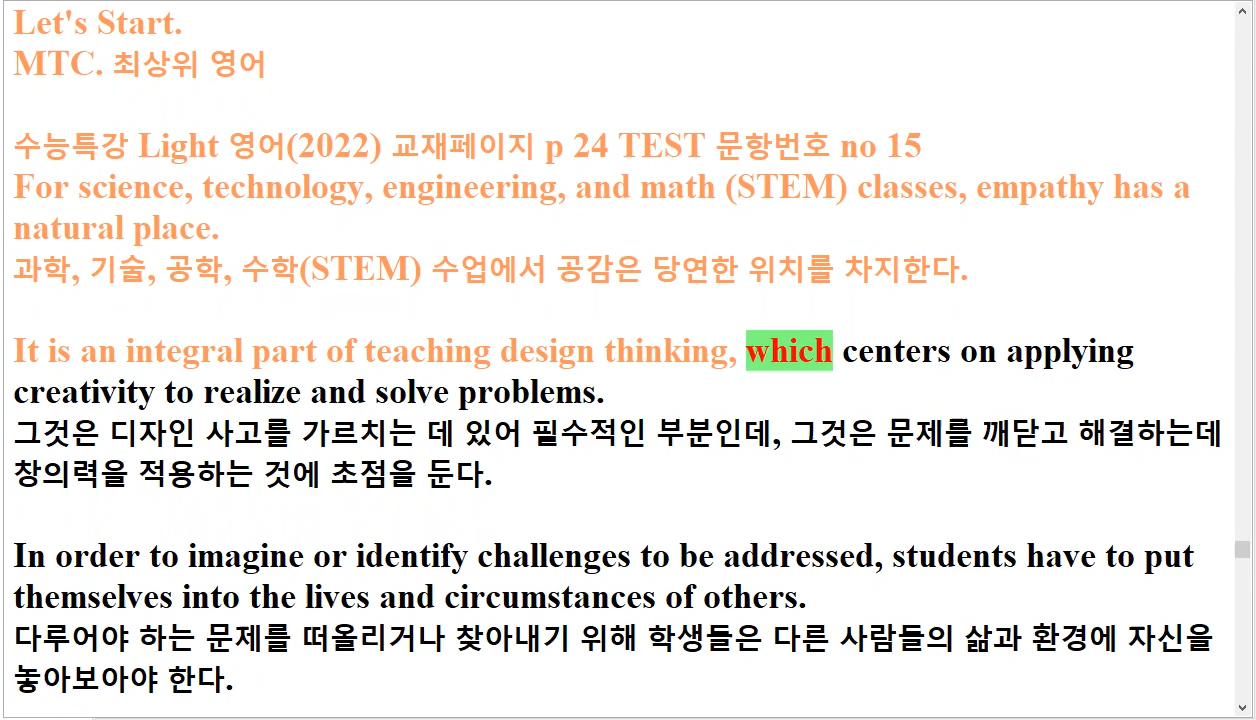 Let's Start.
MTC. 최상위 영어
수능특강 Light 영어(2022) 교재페이지 p 24 TEST 문항번호 no 15
For science, technology, engineering, and math (STEM) classes, empathy has a
natural place.
과학, 기술, 공학, 수학(STEM) 수업에서 공감은 당연한 위치를 차지한다.
It is an integral part of teaching design thinking, which centers on applying
creativity to realize and solve problems.
그것은 디자인 사고를 가르치는 데 있어 필수적인 부분인데, 그것은 문제를 깨닫고 해결하는데
창의력을 적용하는 것에 초점을 둔다.
In order to imagine or identify challenges to be addressed, students have to put
themselves into the lives and circumstances of others.
다루어야 하는 문제를 떠올리거나 찾아내기 위해 학생들은 다른 사람들의 삶과 환경에 자신을
놓아보아야 한다.